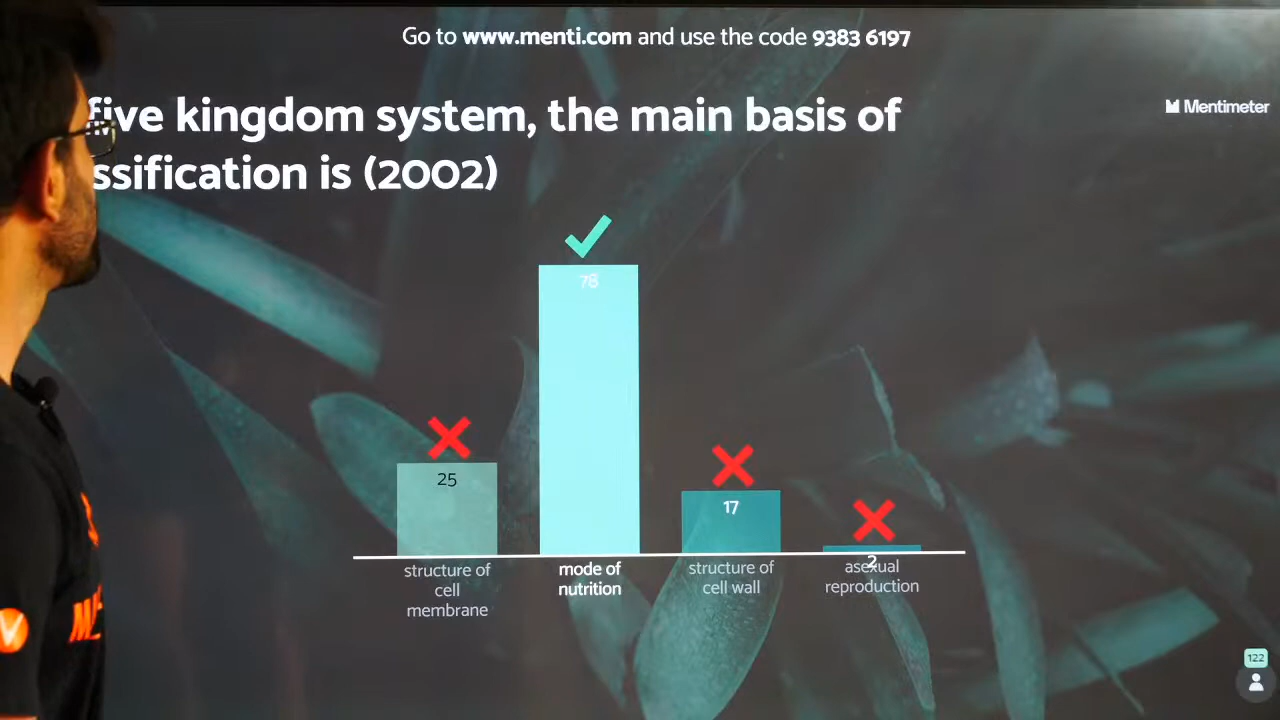 Go to www.menti.com and use the code 9383 6197
Mentimeter
five kingdom system, the main basis of
ssification is (2002)
78
25
17
2
structure of
cell
membrane
mode of
nutrition
structure of
cell wall
asexual
reproduction
122
V